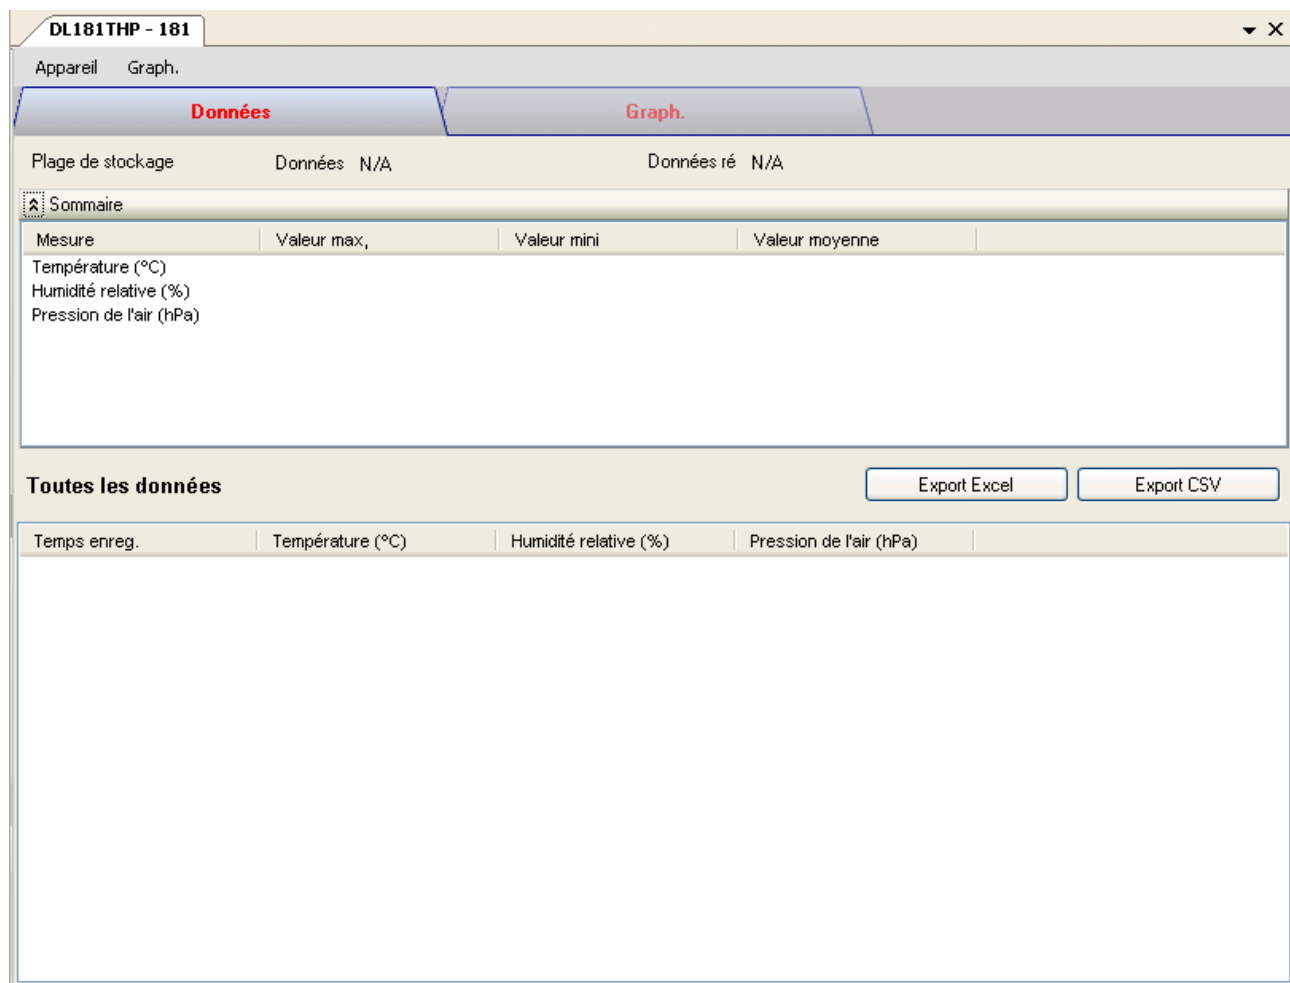 DL181THP - 181
Appareil Graph.
Données Graph.
Plage de stockage Données N/A Données ré N/A
Sommaire
Mesure Valeur max, Valeur mini Valeur moyenne
Température (°C)
Humidité relative (%)
Pression de l'air (hPa)
Toutes les données Export Excel Export CSV
Temps enreg. Température (°C) Humidité relative (%) Pression de l'air (hPa)